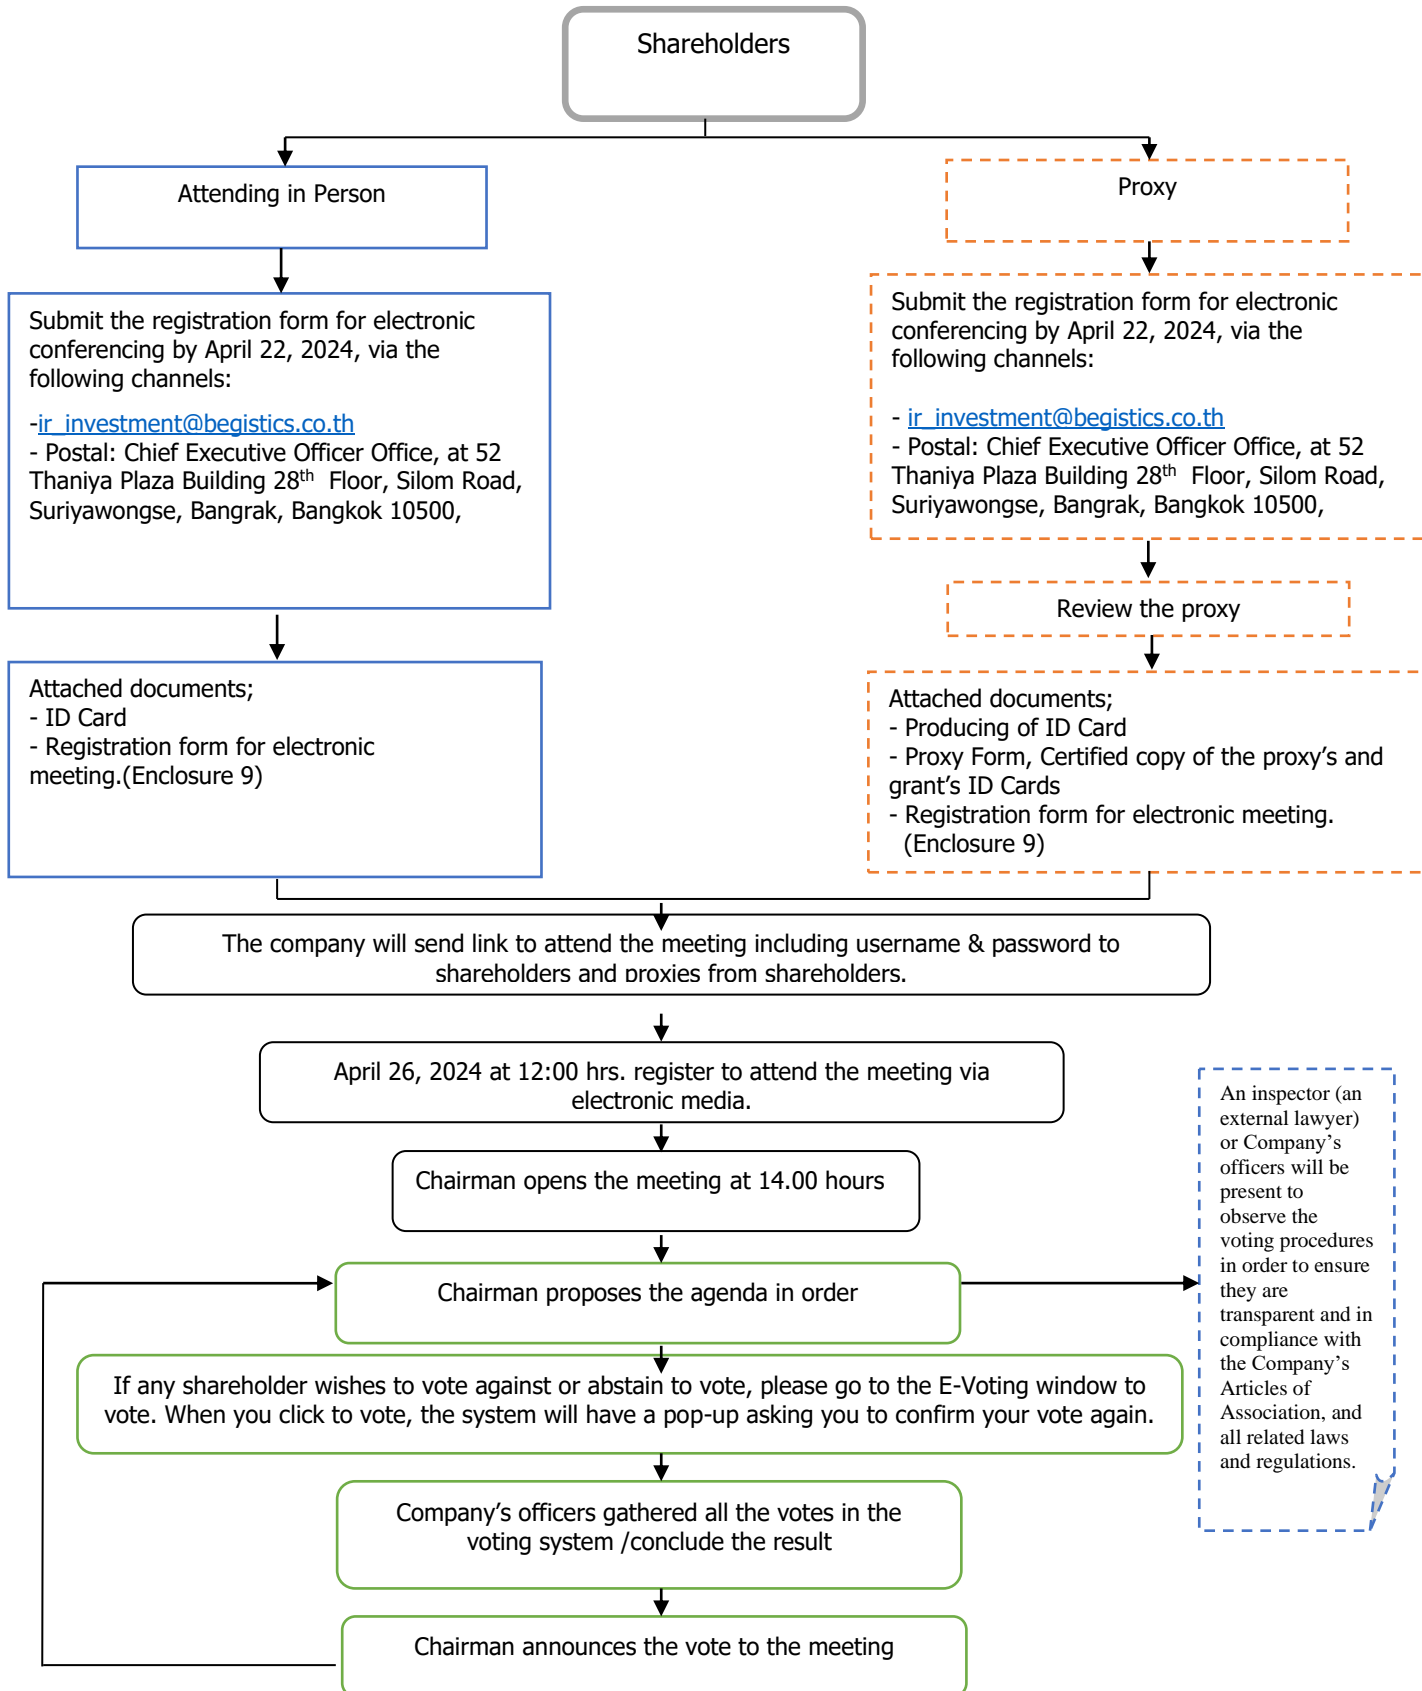 Shareholders
Attending in Person
Proxy
Submit the registration form for electronic
conferencing by April 22, 2024, via the
following channels:
-ir_investment@begistics.co.th
- Postal: Chief Executive Officer Office, at 52
Thaniya Plaza Building 28th Floor, Silom Road,
Suriyawongse, Bangrak, Bangkok 10500,
Submit the registration form for electronic
conferencing by April 22, 2024, via the
following channels:
- ir_investment@begistics.co.th
- Postal: Chief Executive Officer Office, at 52
Thaniya Plaza Building 28th Floor, Silom Road,
Suriyawongse, Bangrak, Bangkok 10500,
Review the proxy
Attached documents;
- ID Card
- Registration form for electronic
meeting.(Enclosure 9)
Attached documents;
- Producing of ID Card
- Proxy Form, Certified copy of the proxy’s and
grant’s ID Cards
- Registration form for electronic meeting.
(Enclosure 9)
The company will send link to attend the meeting including username & password to
shareholders and proxies from shareholders.
April 26, 2024 at 12:00 hrs. register to attend the meeting via
electronic media.
Chairman opens the meeting at 14.00 hours
Chairman proposes the agenda in order
An inspector (an
external lawyer)
or Company’s
officers will be
present to
observe the
voting procedures
in order to ensure
they are
transparent and in
compliance with
the Company’s
Articles of
Association, and
all related laws
and regulations.
If any shareholder wishes to vote against or abstain to vote, please go to the E-Voting window to
vote. When you click to vote, the system will have a pop-up asking you to confirm your vote again.
Company’s officers gathered all the votes in the
voting system /conclude the result
Chairman announces the vote to the meeting